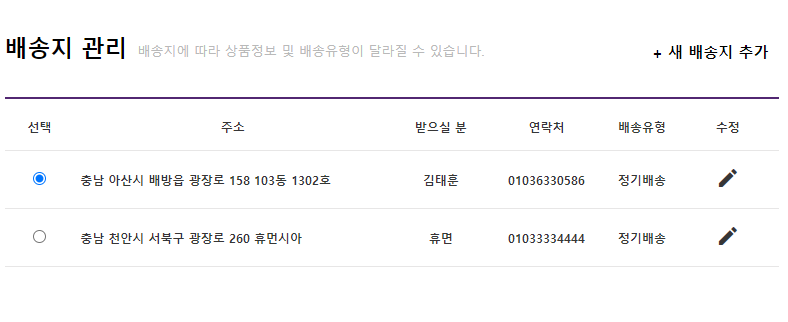 배송지 관리 배송지에 따라 상품정보 및 배송유형이 달라질 수 있습니다. + 새 배송지 추가
선택 주소 받으실 분 연락처 배송유형 수정
충남 아산시 배방읍 광장로 158 103동 1302호 김태훈 01036330586 정기배송
충남 천안시 서북구 광장로 260 휴먼시아 휴면 01033334444 정기배송